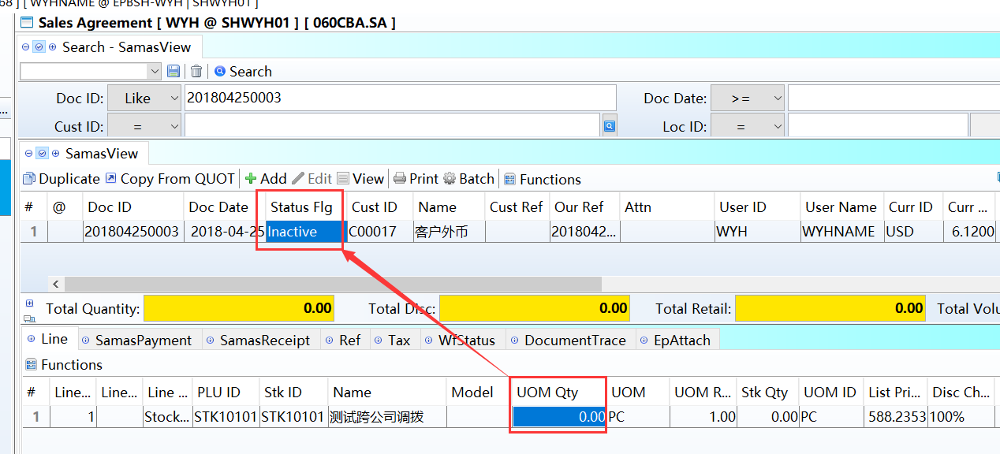 68 ] [ WYHNAME @ EPBSH-WYH | SHWYH01 ]
Sales Agreement [ WYH @ SHWYH01 ] [ 060CBA.SA ]
Search - SamasView
Search
Doc ID: Like 201804250003 Doc Date: >=
Cust ID: = Loc ID: =
...
SamasView
Duplicate Copy From QUOT Add Edit View Print Batch Functions
# @ Doc ID Doc Date Status Flg Cust ID Name Cust Ref Our Ref Attn User ID User Name Curr ID Curr ...
1 201804250003 2018-04-25 Inactive C00017 客户外币 2018042... WYH WYHNAME USD 6.1200
Total Quantity: 0.00 Total Disc: 0.00 Total Retail: 0.00 Total Volu
Line SamasPayment SamasReceipt Ref Tax WfStatus DocumentTrace EpAttach
Functions
# Line... Line... Line ... PLU ID Stk ID Name Model UOM Qty UOM UOM R... Stk Qty UOM ID List Pri... Disc Ch...
1 1 Stock... STK10101 STK10101 测试跨公司调拨 0.00 PC 1.00 0.00 PC 588.2353 100%